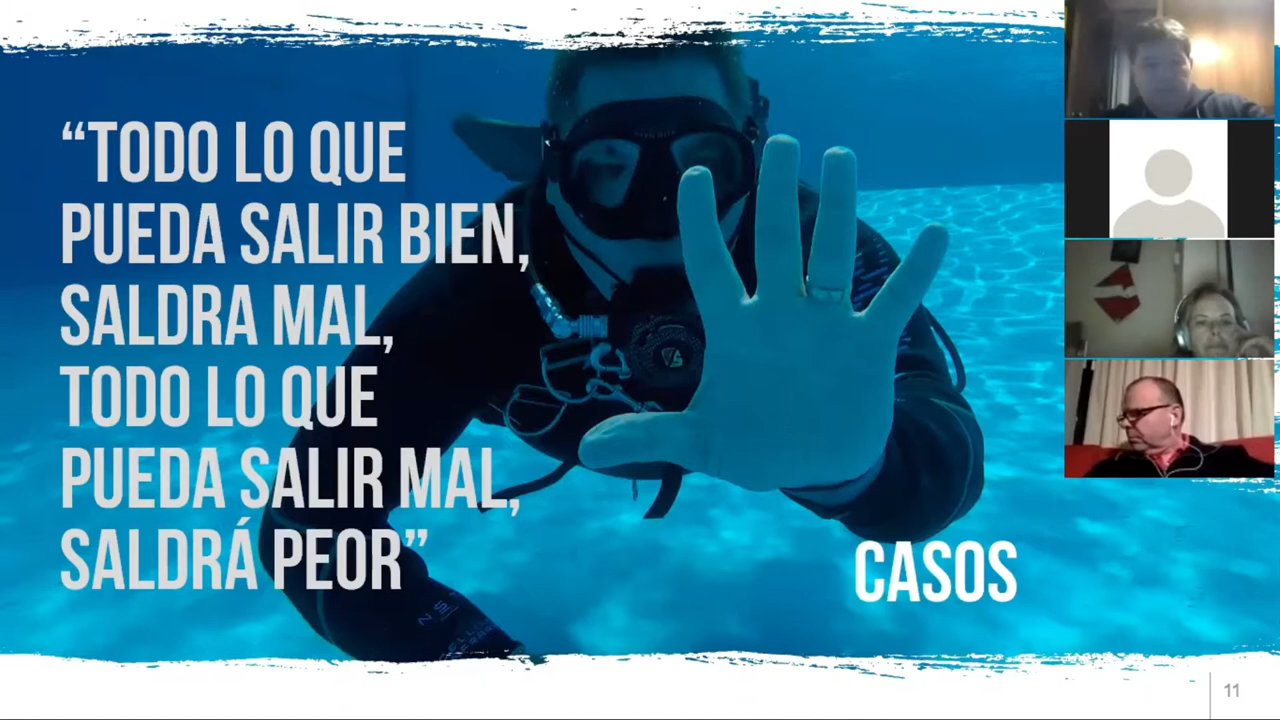 “TODO LO QUE
PUEDA SALIR BIEN,
SALDRA MAL,
TODO LO QUE
PUEDA SALIR MAL,
SALDRÁ PEOR”
CASOS
11